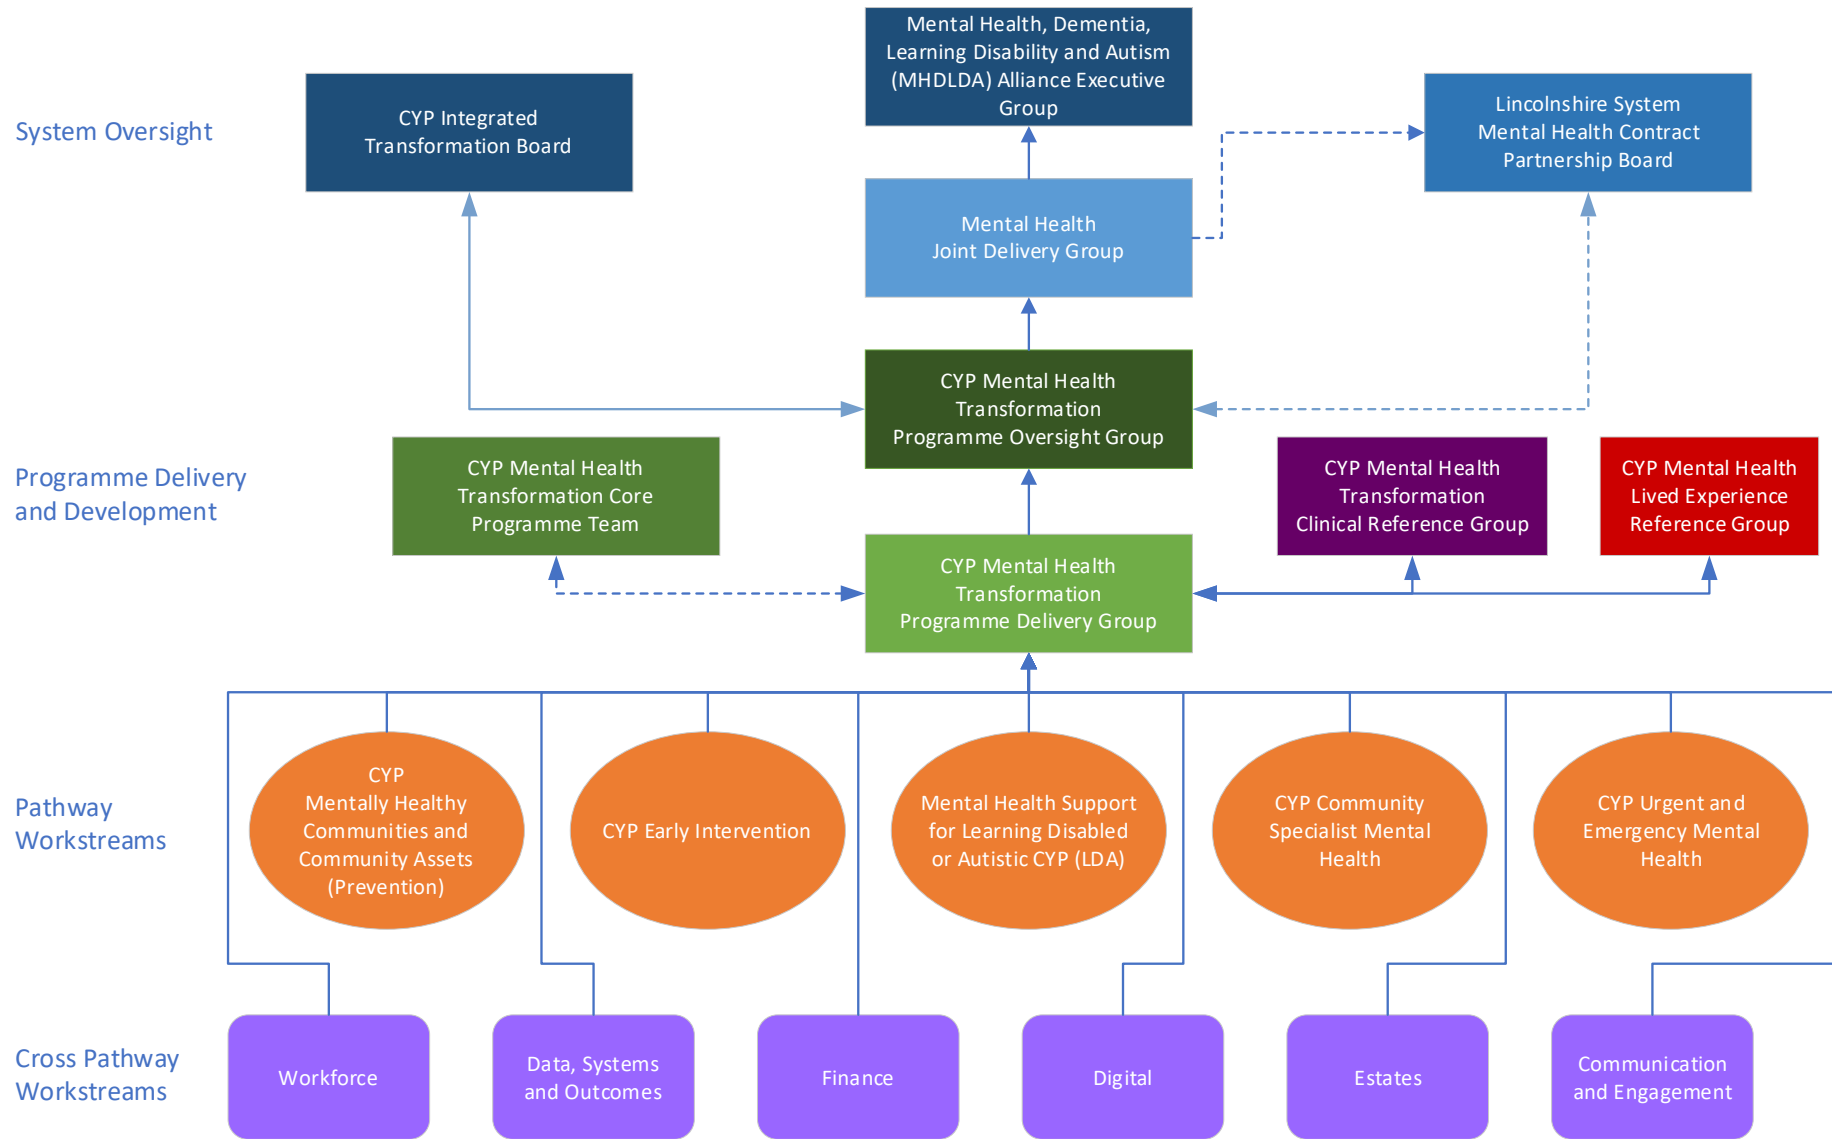 Mental Health, Dementia,
Learning Disability and Autism
(MHDLDA) Alliance Executive
Group
System Oversight
CYP Integrated
Transformation Board
Lincolnshire System
Mental Health Contract
Partnership Board
Mental Health
Joint Delivery Group
CYP Mental Health
Transformation
Programme Oversight Group
Programme Delivery
and Development
CYP Mental Health
Transformation Core
Programme Team
CYP Mental Health
Transformation
Clinical Reference Group
CYP Mental Health
Lived Experience
Reference Group
CYP Mental Health
Transformation
Programme Delivery Group
Pathway
Workstreams
CYP
Mentally Healthy
Communities and
Community Assets
(Prevention)
CYP Early Intervention
Mental Health Support
for Learning Disabled
or Autistic CYP (LDA)
CYP Community
Specialist Mental
Health
CYP Urgent and
Emergency Mental
Health
Cross Pathway
Workstreams
Workforce
Data, Systems
and Outcomes
Finance
Digital
Estates
Communication
and Engagement